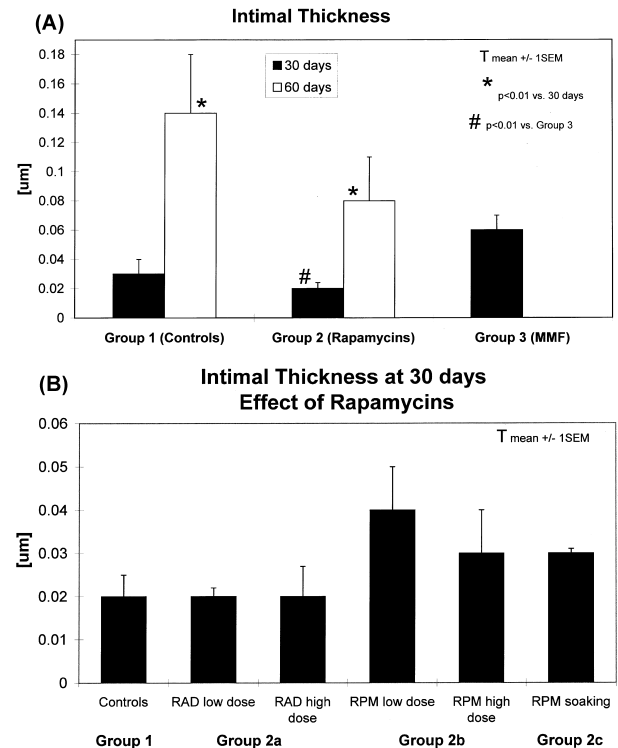 (A)
Intimal Thickness
0.18
0.16
0.14
0.12
0.1
0.08
0.06
0.04
0.02
0
[um]
30 days
60 days
T mean +/- 1SEM
* p<0.01 vs. 30 days
# p<0.01 vs. Group 3
*
#
*
Group 1 (Controls) Group 2 (Rapamycins) Group 3 (MMF)
(B)
Intimal Thickness at 30 days
Effect of Rapamycins
0.06
0.05
0.04
0.03
0.02
0.01
0
[um]
T mean +/- 1SEM
Controls RAD low dose RAD high RPM low dose RPM high RPM soaking
dose dose
Group 1 Group 2a Group 2b Group 2c